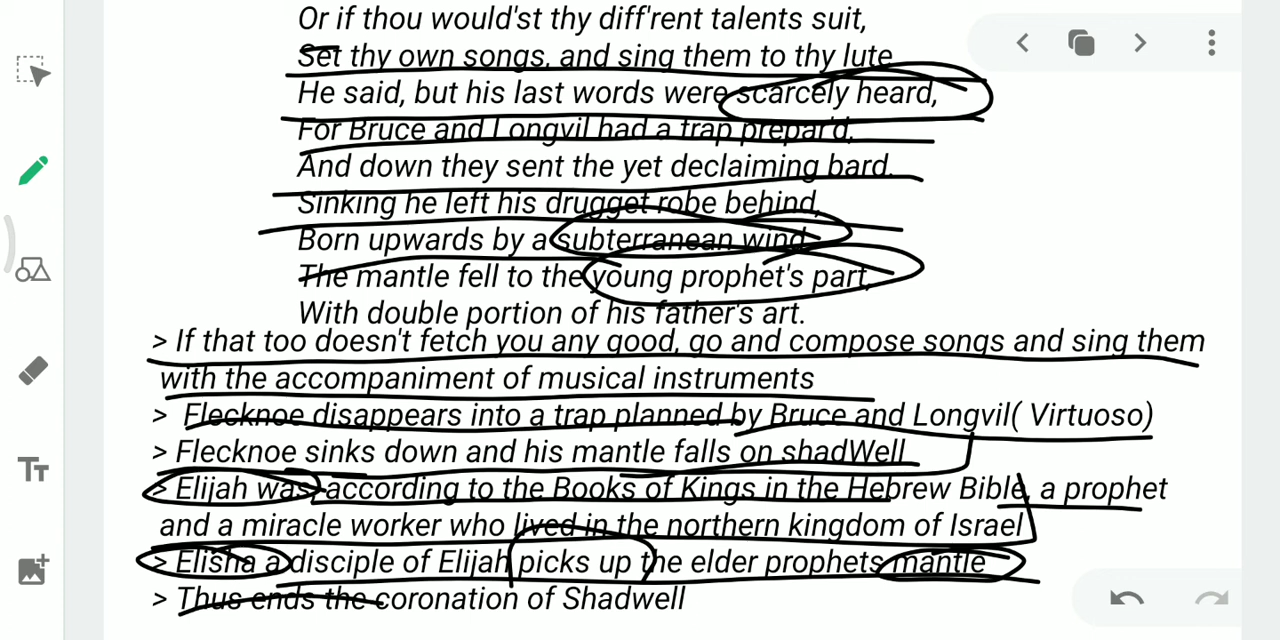 Or if thou would'st thy diff'rent talents suit,
Set thy own songs, and sing them to thy lute.
He said, but his last words were scarcely heard,
For Bruce and Longvil had a trap prepar'd,
And down they sent the yet declaiming bard.
Sinking he left his drugget robe behind,
Born upwards by a subterranean wind.
The mantle fell to the young prophet's part,
With double portion of his father's art.
> If that too doesn't fetch you any good, go and compose songs and sing them
with the accompaniment of musical instruments
> Flecknoe disappears into a trap planned by Bruce and Longvil( Virtuoso)
> Flecknoe sinks down and his mantle falls on shadWell
> Elijah was according to the Books of Kings in the Hebrew Bible, a prophet
and a miracle worker who lived in the northern kingdom of Israel
> Elisha a disciple of Elijah picks up the elder prophets mantle
> Thus ends the coronation of Shadwell
Tт